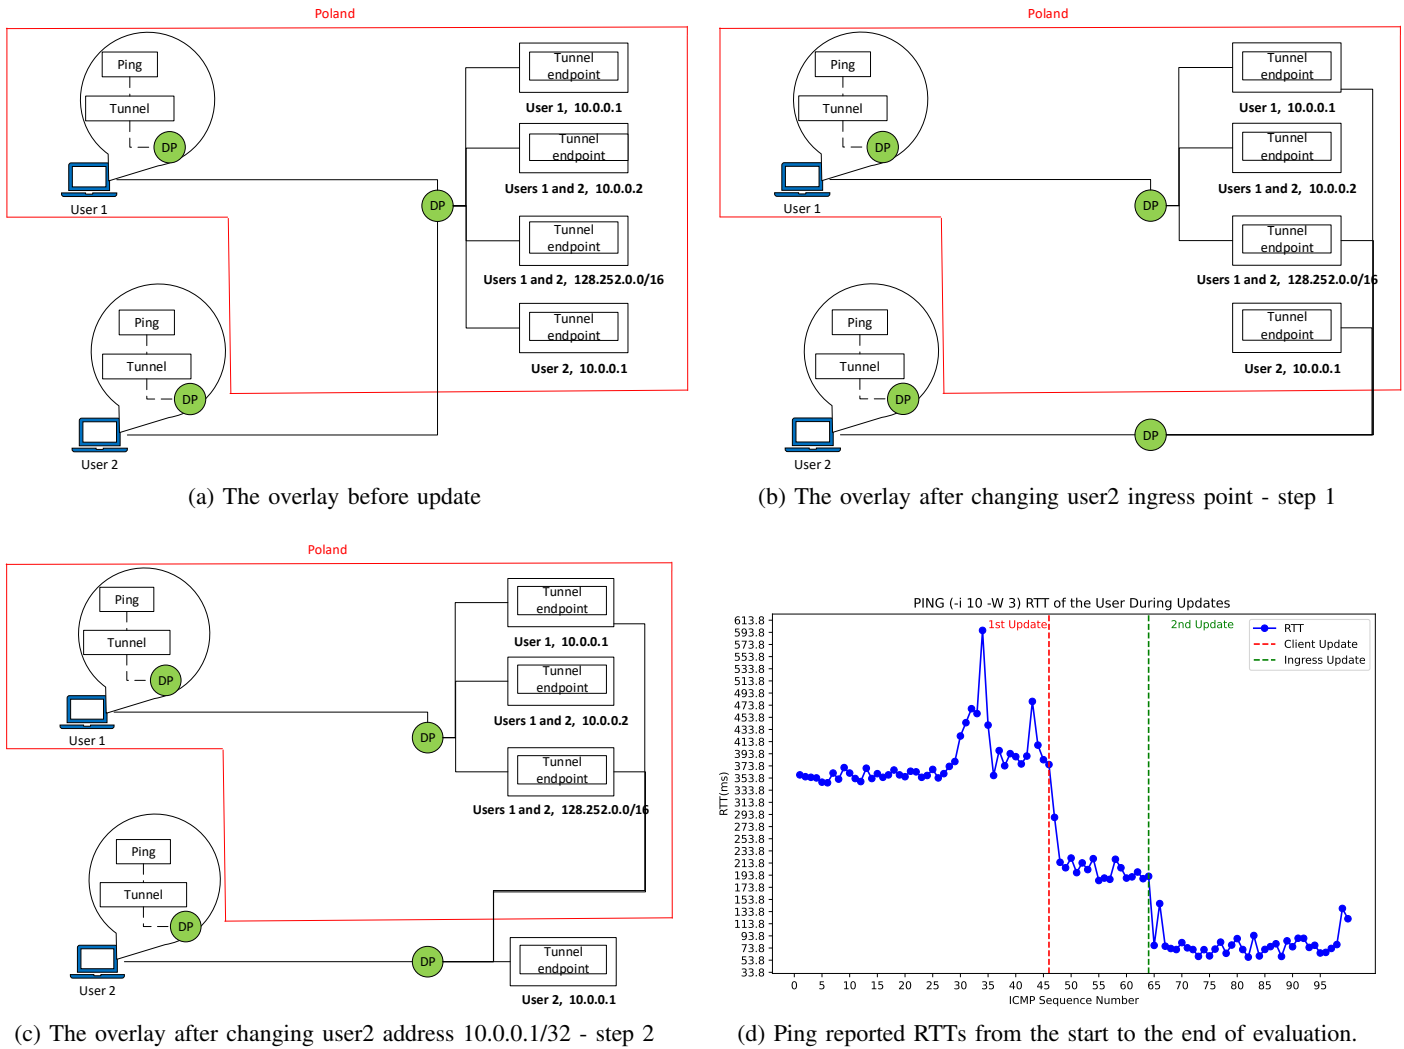 Poland
Ping
Tunnel
DP
User 1
DP
Tunnel
endpoint
User 1, 10.0.0.1
Tunnel
endpoint
Users 1 and 2, 10.0.0.2
Tunnel
endpoint
Users 1 and 2, 128.252.0.0/16
Tunnel
endpoint
User 2, 10.0.0.1
Ping
Tunnel
DP
User 2
(a) The overlay before update
Poland
Ping
Tunnel
DP
User 1
DP
Tunnel
endpoint
User 1, 10.0.0.1
Tunnel
endpoint
Users 1 and 2, 10.0.0.2
Tunnel
endpoint
Users 1 and 2, 128.252.0.0/16
Tunnel
endpoint
User 2, 10.0.0.1
Ping
Tunnel
DP
User 2
DP
(b) The overlay after changing user2 ingress point - step 1
Poland
Ping
Tunnel
DP
User 1
DP
Tunnel
endpoint
User 1, 10.0.0.1
Tunnel
endpoint
Users 1 and 2, 10.0.0.2
Tunnel
endpoint
Users 1 and 2, 128.252.0.0/16
Ping
Tunnel
DP
User 2
DP
Tunnel
endpoint
User 2, 10.0.0.1
(c) The overlay after changing user2 address 10.0.0.1/32 - step 2
PING (-i 10 -W 3) RTT of the User During Updates
1st Update
2nd Update
RTT
Client Update
Ingress Update
RTT(ms)
613.8
593.8
573.8
553.8
533.8
513.8
493.8
473.8
453.8
433.8
413.8
393.8
373.8
353.8
333.8
313.8
293.8
273.8
253.8
233.8
213.8
193.8
173.8
153.8
133.8
113.8
93.8
73.8
53.8
33.8
0 5 10 15 20 25 30 35 40 45 50 55 60 65 70 75 80 85 90 95
ICMP Sequence Number
(d) Ping reported RTTs from the start to the end of evaluation.